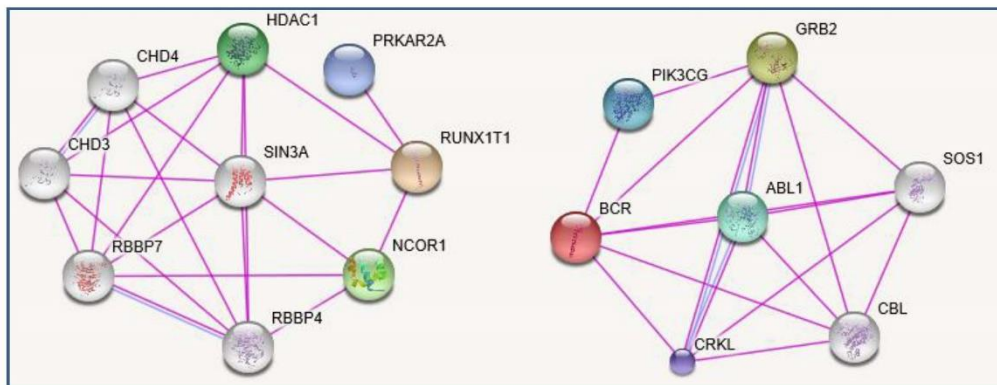 HDAC1
PRKAR2A
CHD4
CHD3
SIN3A
RUNX1T1
RBBP7
NCOR1
RBBP4
GRB2
PIK3CG
SOS1
ABL1
BCR
CBL
CRKL